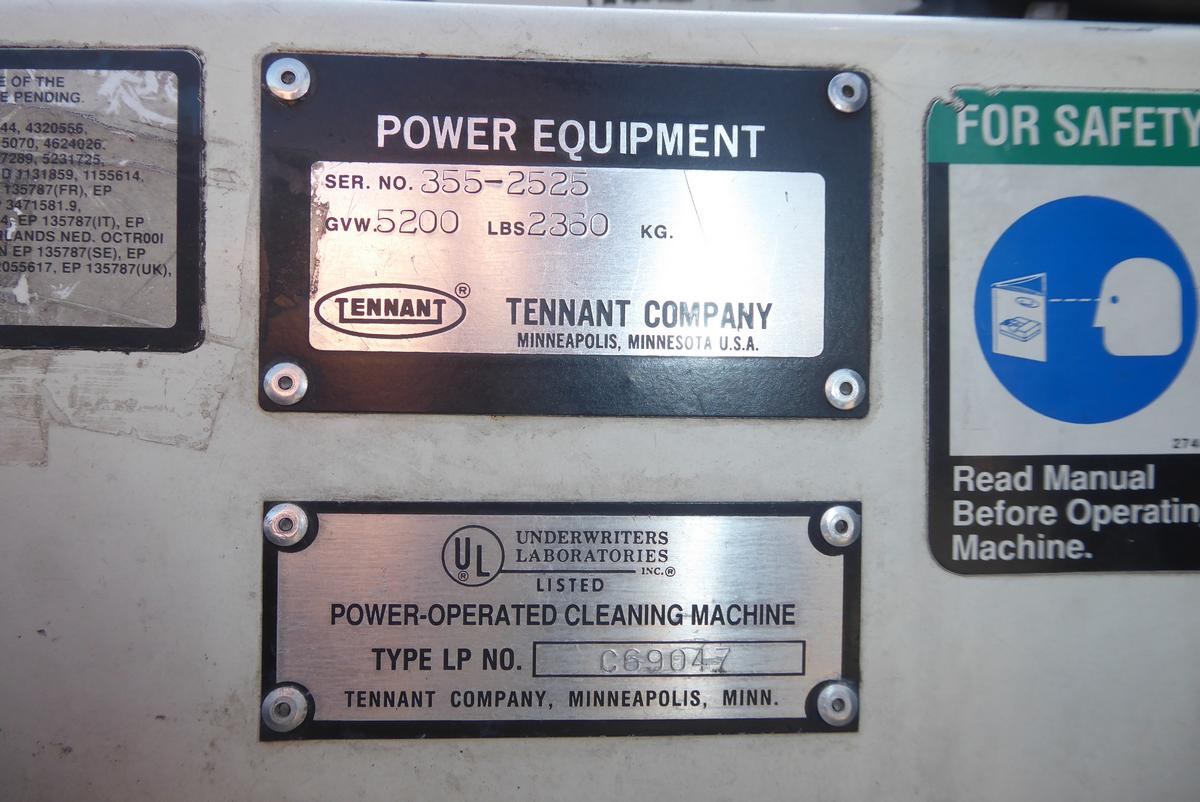 E OF THE
E PENDING.
44, 4320556,
5070, 4624026.
7289, 5231725,
D 1131859, 1155614,
135787(FR), EP
P 3471581.9,
4, EP 135787(IT), EP
RLANDS NED. OCTR00I
N EP 135787(SE), EP
2055617, EP 135787(UK),
POWER EQUIPMENT
SER. NO. 355-2525
GVW. 5200 LBS 2360 KG.
TENNANT ®
TENNANT COMPANY
MINNEAPOLIS, MINNESOTA U.S.A.
UL ®
UNDERWRITERS
LABORATORIES
INC.®
LISTED
POWER-OPERATED CLEANING MACHINE
TYPE LP NO. C69047
TENNANT COMPANY, MINNEAPOLIS, MINN.
FOR SAFETY
274
Read Manual
Before Operatin
Machine.